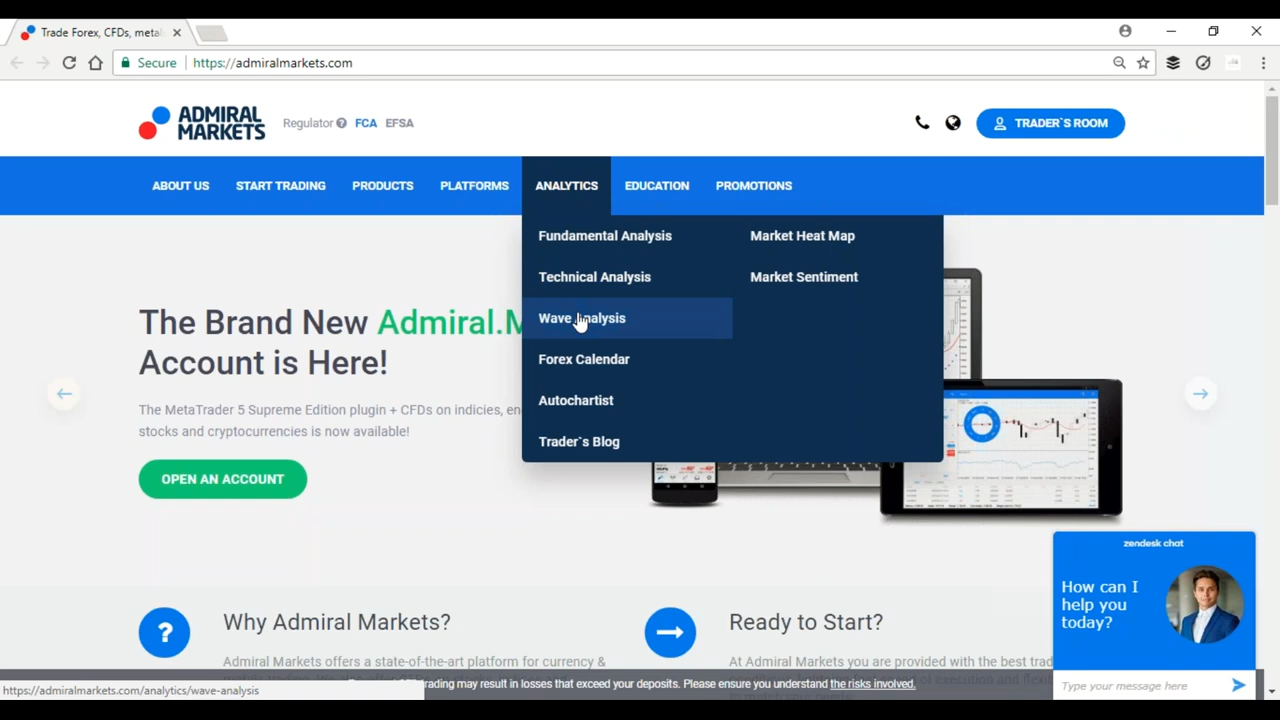 Trade Forex, CFDs, metal
Secure
https://admiralmarkets.com
ADMIRAL
MARKETS
Regulator
FCA
EFSA
TRADER`S ROOM
ABOUT US
START TRADING
PRODUCTS
PLATFORMS
ANALYTICS
EDUCATION
PROMOTIONS
Fundamental Analysis
Market Heat Map
Technical Analysis
Market Sentiment
Wave Analysis
Forex Calendar
Autochartist
Trader`s Blog
The Brand New Admiral.M
Account is Here!
The MetaTrader 5 Supreme Edition plugin + CFDs on indicies, en
stocks and cryptocurrencies is now available!
OPEN AN ACCOUNT
zendesk chat
How can I
help you
today?
Type your message here
Why Admiral Markets?
Ready to Start?
Admiral Markets offers a state-of-the-art platform for currency &
At Admiral Markets you are provided with the best trad
rading may result in losses that exceed your deposits. Please ensure you understand the risks involved.
https://admiralmarkets.com/analytics/wave-analysis